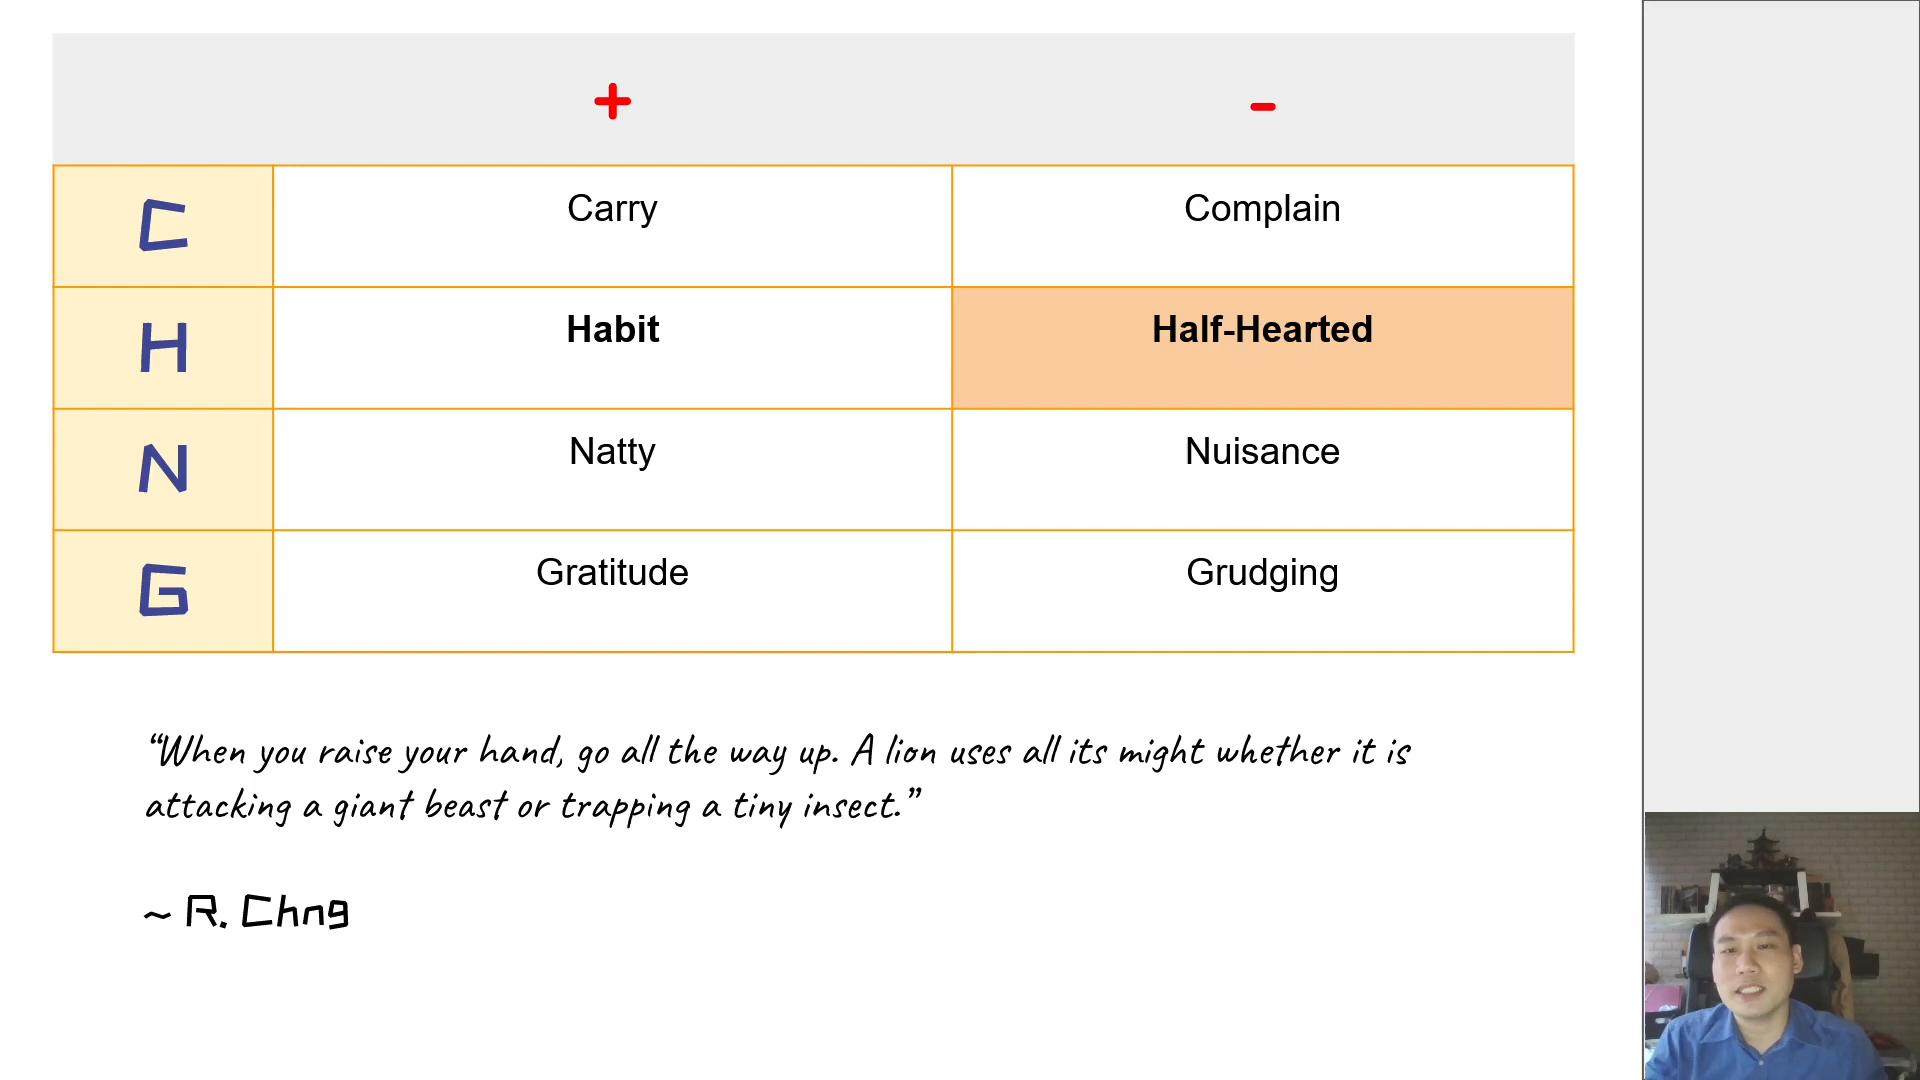 + -
C Carry Complain
H Habit Half-Hearted
N Natty Nuisance
G Gratitude Grudging
“When you raise your hand, go all the way up. A lion uses all its might whether it is
attacking a giant beast or trapping a tiny insect.”
~ R. Chng